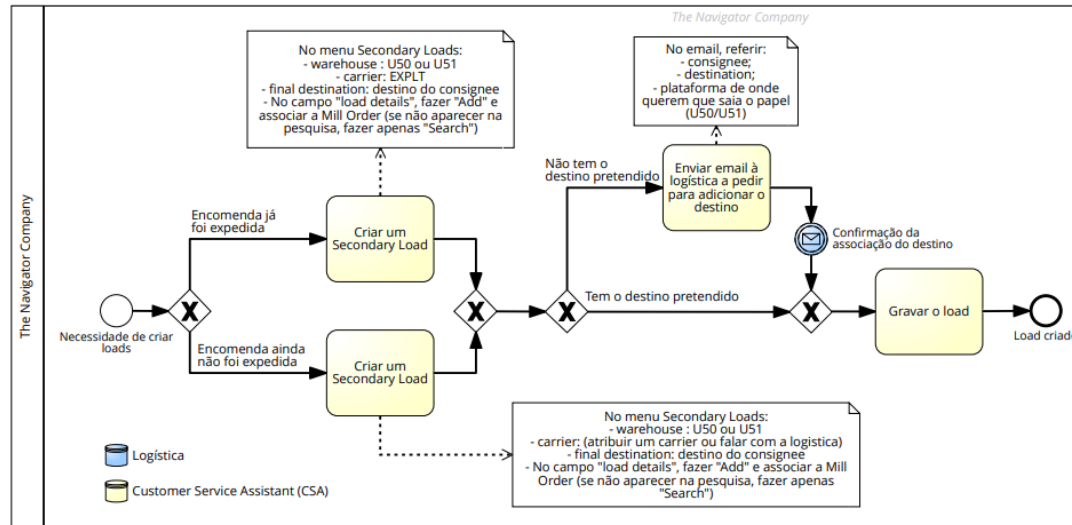 The Navigator Company
The Navigator Company
No menu Secondary Loads:
- warehouse : U50 ou U51
- carrier: EXPLT
- final destination: destino do consignee
- No campo "load details", fazer "Add" e
associar a Mill Order (se não aparecer na
pesquisa, fazer apenas "Search")
No email, referir:
- consignee;
- destination;
- plataforma de onde
querem que saia o papel
(U50/U51)
Não tem o
destino pretendido
Enviar email à
logística a pedir
para adicionar o
destino
Encomenda já
foi expedida
Criar um
Secondary Load
Confirmação da
associação do destino
Necessidade de criar
loads
Tem o destino pretendido
Gravar o load
Load criado
Encomenda ainda
não foi expedida
Criar um
Secondary Load
No menu Secondary Loads:
- warehouse : U50 ou U51
- carrier: (atribuir um carrier ou falar com a logistica)
- final destination: destino do consignee
- No campo "load details", fazer "Add" e associar a Mill
Order (se não aparecer na pesquisa, fazer apenas
"Search")
Logística
Customer Service Assistant (CSA)